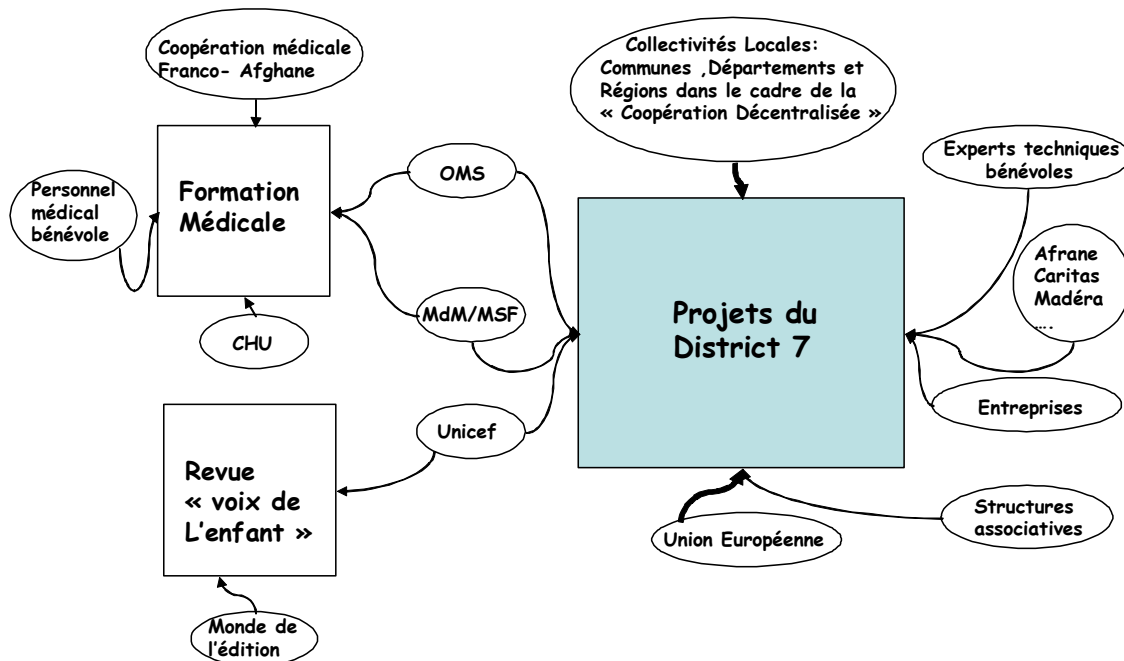 Coopération médicale
Franco- Afghane
Collectivités Locales:
Communes ,Départements et
Régions dans le cadre de la
« Coopération Décentralisée »
Experts techniques
bénévoles
OMS
Personnel
médical
bénévole
Formation
Médicale
Afrane
Caritas
Madéra
….
MdM/MSF
Projets du
District 7
CHU
Entreprises
Unicef
Revue
« voix de
L'enfant »
Structures
associatives
Union Européenne
Monde de
l'édition